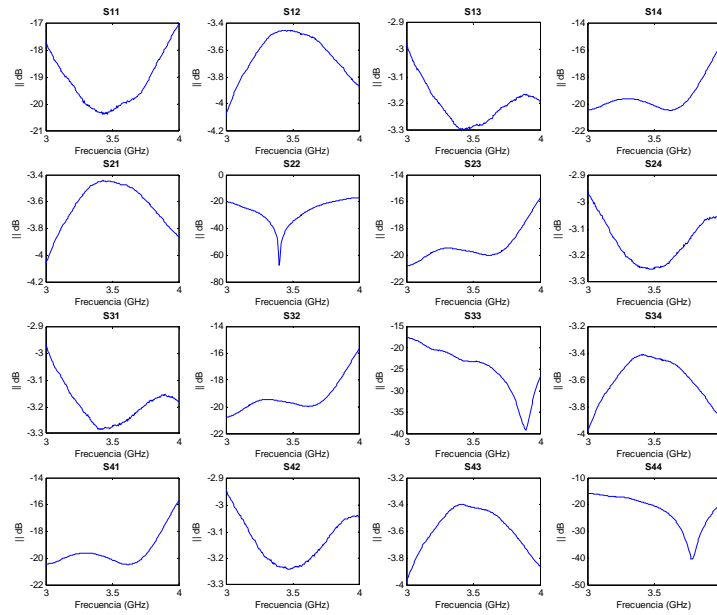 S11
S12
S13
S14
-17
-18
-19
-20
-21
|| dB
3
3.5
4
Frecuencia (GHz)
-3.4
-3.6
-3.8
-4
-4.2
|| dB
3
3.5
4
Frecuencia (GHz)
-2.9
-3
-3.1
-3.2
-3.3
|| dB
3
3.5
4
Frecuencia (GHz)
-14
-16
-18
-20
-22
|| dB
3
3.5
4
Frecuencia (GHz)
S21
S22
S23
S24
-3.4
-3.6
-3.8
-4
-4.2
|| dB
3
3.5
4
Frecuencia (GHz)
0
-20
-40
-60
-80
|| dB
3
3.5
4
Frecuencia (GHz)
-14
-16
-18
-20
-22
|| dB
3
3.5
4
Frecuencia (GHz)
-2.9
-3
-3.1
-3.2
-3.3
|| dB
3
3.5
4
Frecuencia (GHz)
S31
S32
S33
S34
-2.9
-3
-3.1
-3.2
-3.3
|| dB
3
3.5
4
Frecuencia (GHz)
-14
-16
-18
-20
-22
|| dB
3
3.5
4
Frecuencia (GHz)
-15
-20
-25
-30
-35
-40
|| dB
3
3.5
4
Frecuencia (GHz)
-3.2
-3.4
-3.6
-3.8
-4
|| dB
3
3.5
4
Frecuencia (GHz)
S41
S42
S43
S44
-14
-16
-18
-20
-22
|| dB
3
3.5
4
Frecuencia (GHz)
-2.9
-3
-3.1
-3.2
-3.3
|| dB
3
3.5
4
Frecuencia (GHz)
-3.2
-3.4
-3.6
-3.8
-4
|| dB
3
3.5
4
Frecuencia (GHz)
-10
-20
-30
-40
-50
|| dB
3
3.5
4
Frecuencia (GHz)